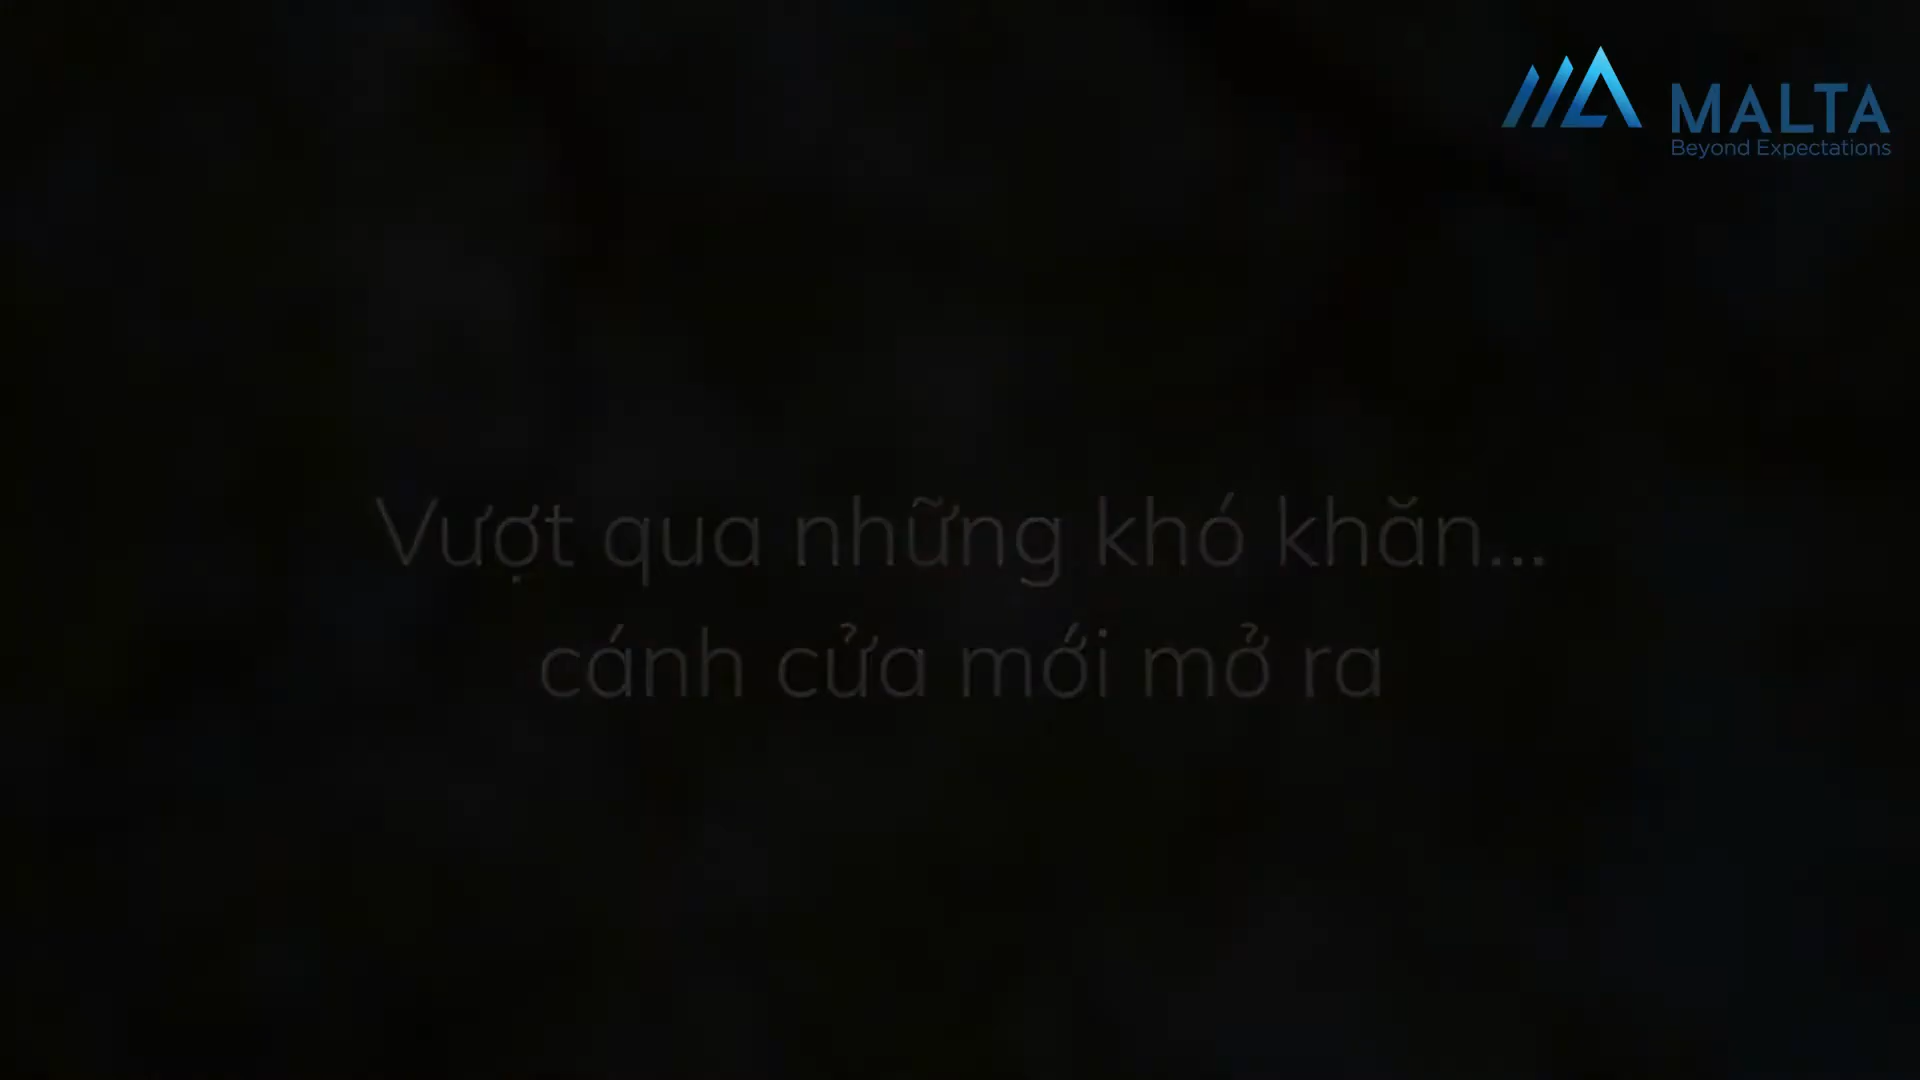 MALTA
Beyond Expectations
Vượt qua những khó khăn...
cánh cửa mới mở ra